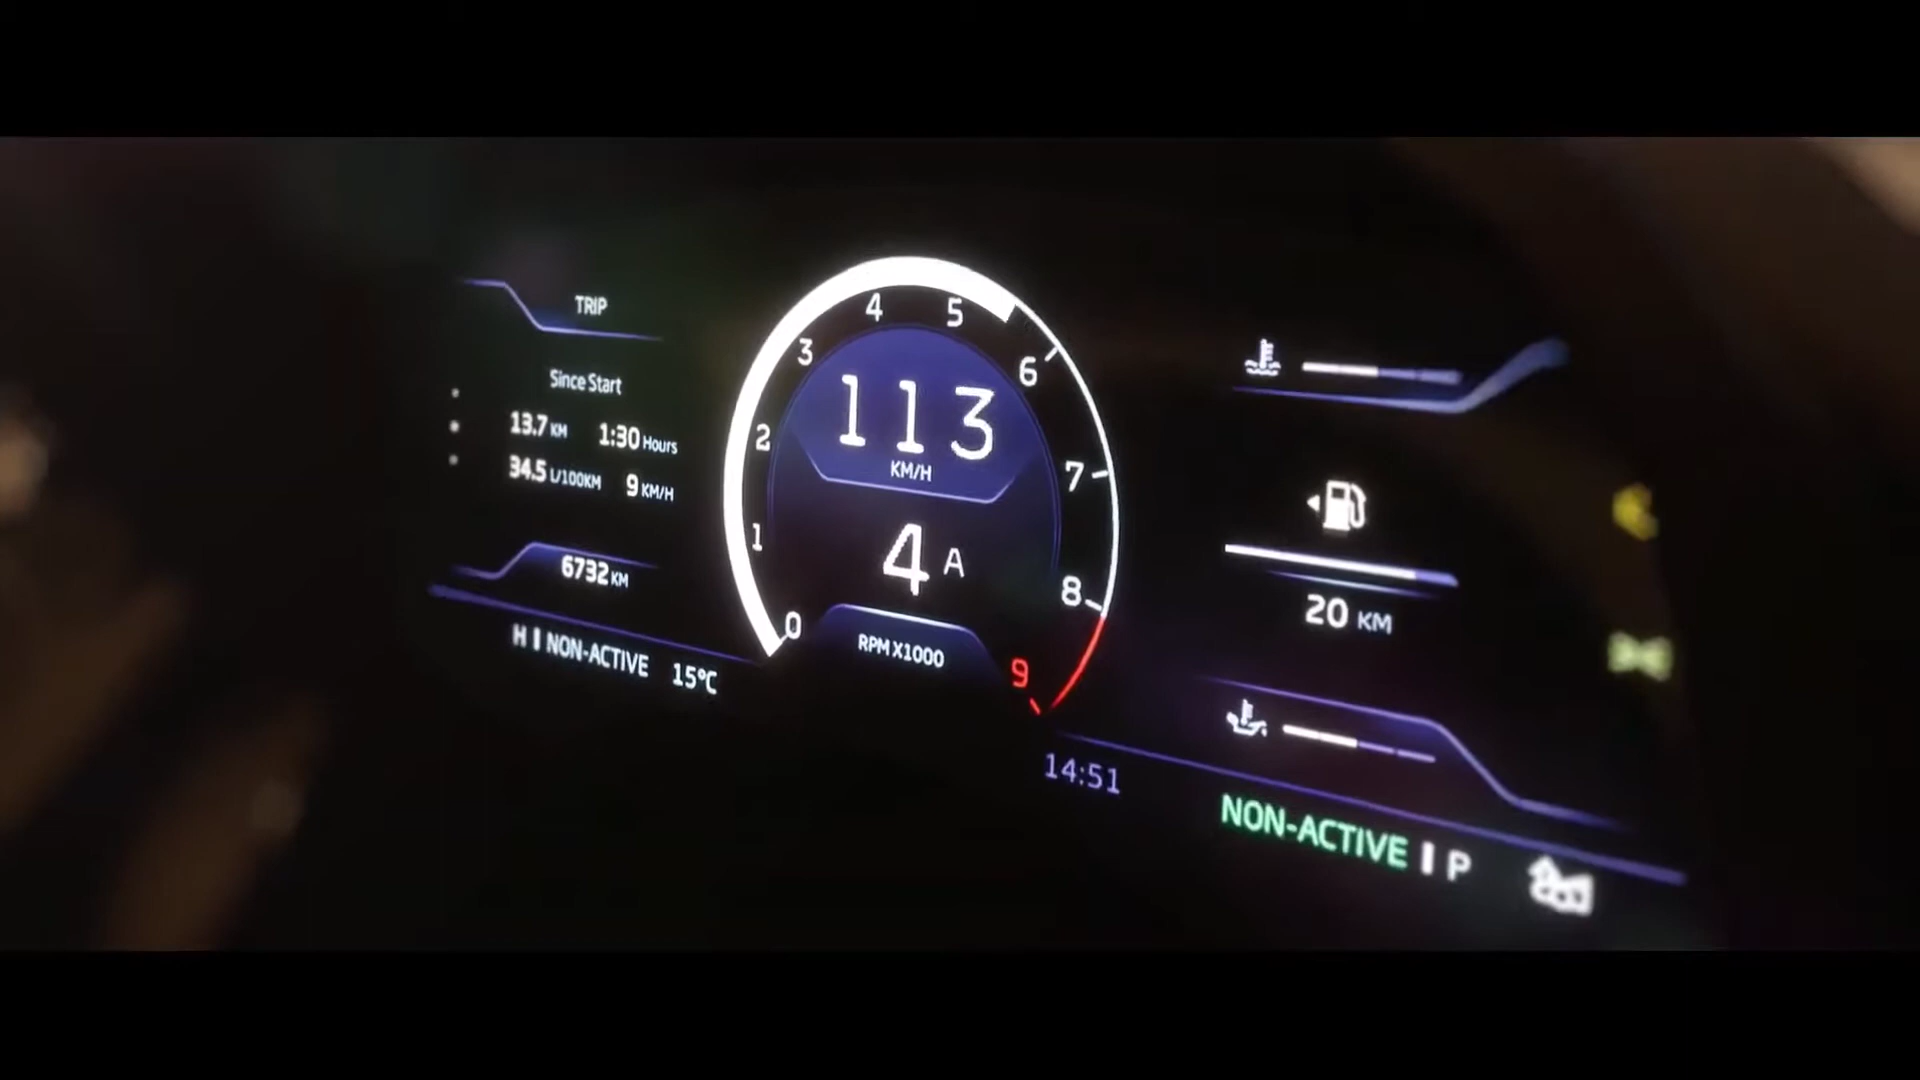 TRIP
Since Start
13.7 KM 1:30 Hours
34.5 L/100KM 9 KM/H
6732 KM
H NON-ACTIVE 15°C
0
1
2
3
4
5
6
7
8
9
113
KM/H
4 A
RPM X1000
20 KM
14:51
NON-ACTIVE P